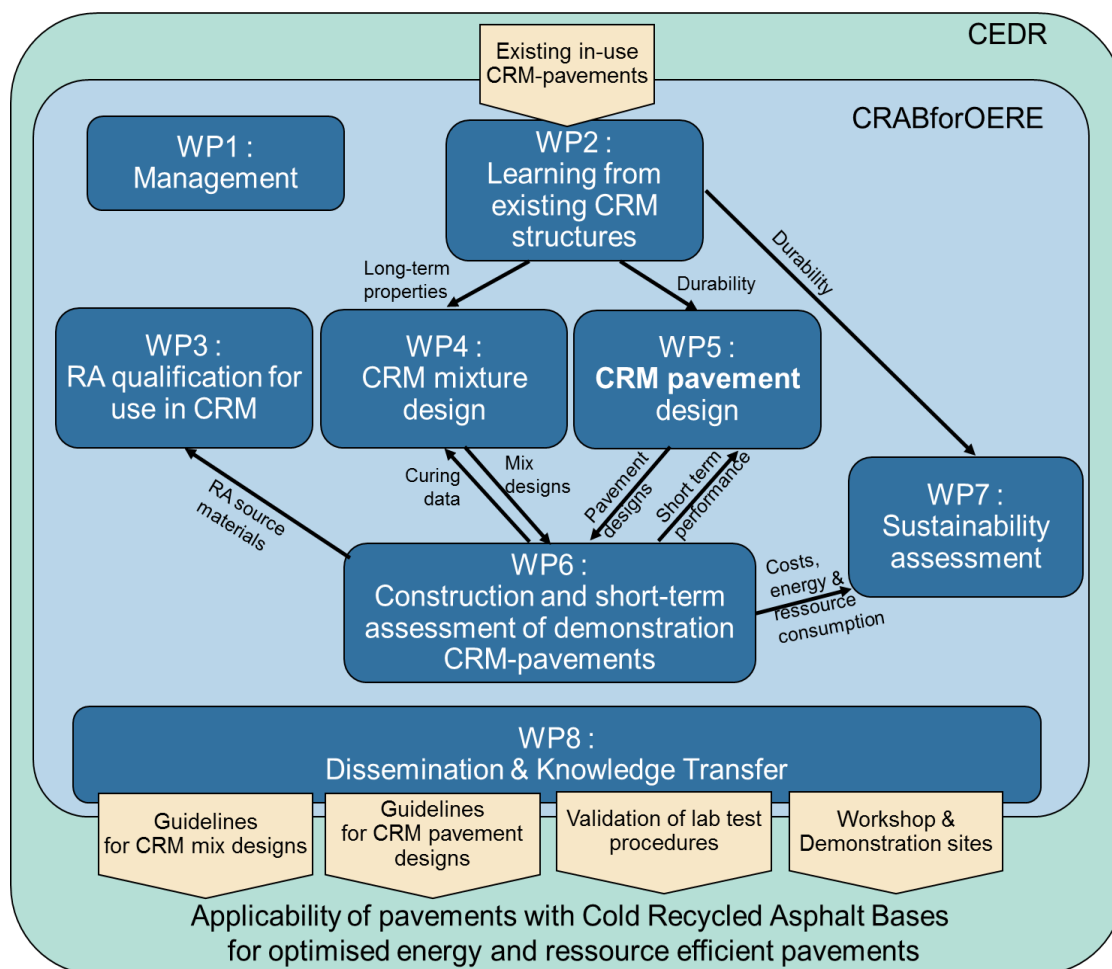 CEDR
Existing in-use
CRM-pavements
CRABforOERE
WP1 :
Management
WP2 :
Learning from
existing CRM
structures
Long-term
properties
Durability
Durability
WP3 :
RA qualification for
use in CRM
WP4 :
CRM mixture
design
WP5 :
CRM pavement
design
RA source
materials
Curing
data
Mix
designs
Pavement
designs
Short term
performance
WP7 :
Sustainability
assessment
WP6 :
Construction and short-term
assessment of demonstration
CRM-pavements
Costs,
energy &
ressource
consumption
WP8 :
Dissemination & Knowledge Transfer
Guidelines
for CRM mix designs
Guidelines
for CRM pavement
designs
Validation of lab test
procedures
Workshop &
Demonstration sites
Applicability of pavements with Cold Recycled Asphalt Bases
for optimised energy and ressource efficient pavements